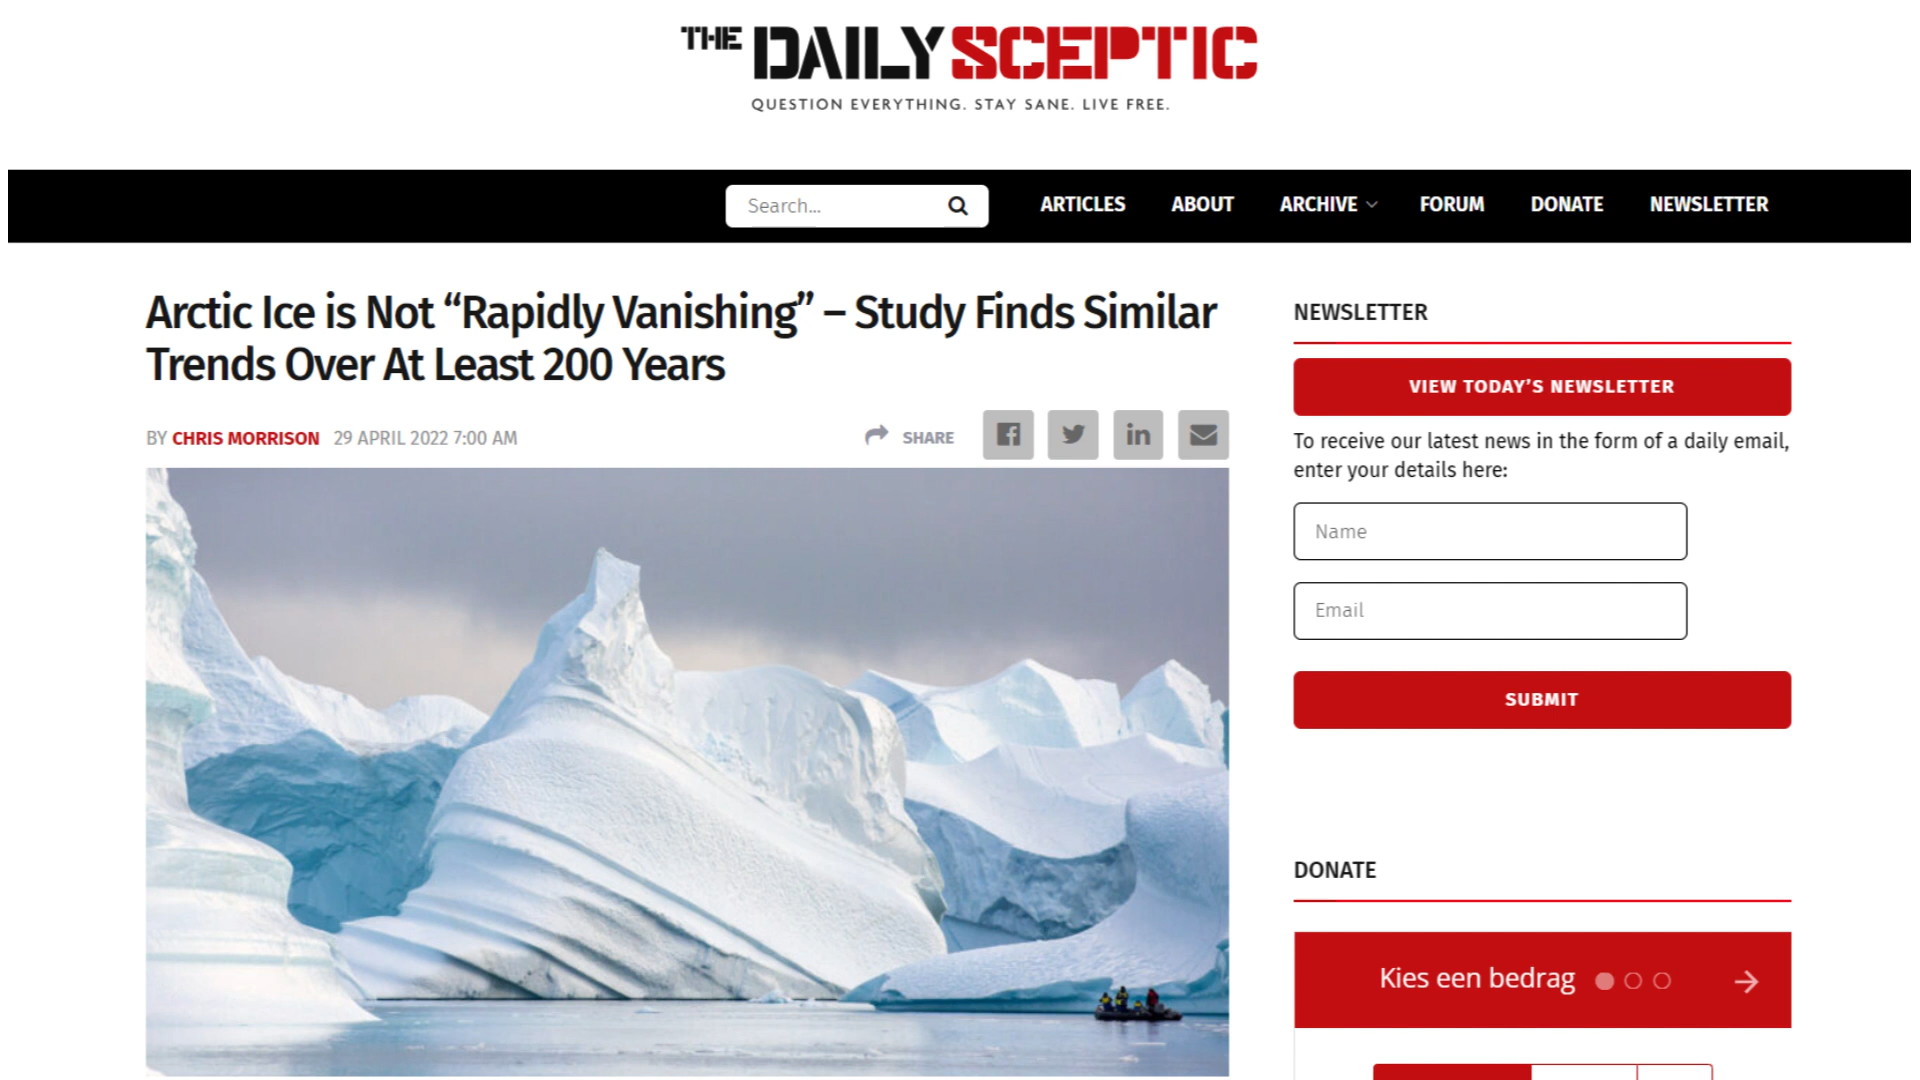 THE DAILY SCEPTIC
QUESTION EVERYTHING. STAY SANE. LIVE FREE.
Search...
ARTICLES
ABOUT
ARCHIVE
FORUM
DONATE
NEWSLETTER
Arctic Ice is Not “Rapidly Vanishing” – Study Finds Similar
Trends Over At Least 200 Years
BY CHRIS MORRISON 29 APRIL 2022 7:00 AM
SHARE
NEWSLETTER
VIEW TODAY’S NEWSLETTER
To receive our latest news in the form of a daily email,
enter your details here:
Name
Email
SUBMIT
DONATE
Kies een bedrag